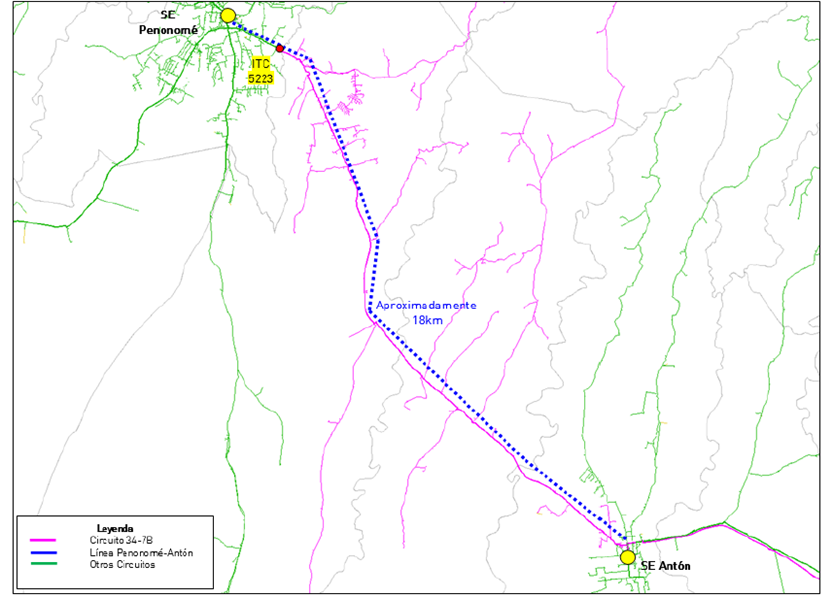 SE
Penonomé
ITC
5223
Aproximadamente
18km
SE Antón
Leyenda
Circuito 34-7B
Línea Penonomé-Antón
Otros Circuitos